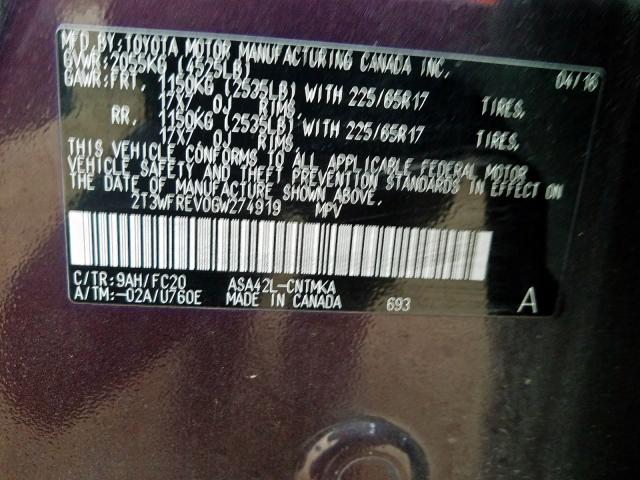 MFD.BY:TOYOTA MOTOR MANUFACTURING CANADA INC. 04/16
GVWR:2055KG (4525LB)
GAWR:FRT. 1150KG (2535LB) WITH 225/65R17 TIRES,
17X7 0J RIMS,
RR. 1150KG (2535LB) WITH 225/65R17 TIRES,
17X7 0J RIMS,
THIS VEHICLE CONFORMS TO ALL APPLICABLE FEDERAL MOTOR
VEHICLE SAFETY AND THEFT PREVENTION STANDARDS IN EFFECT ON
THE DATE OF MANUFACTURE SHOWN ABOVE.
2T3WFREV0GW274919 MPV
C/TR:9AH/FC20 ASA42L-CNTMKA
A/TM:-02A/U760E MADE IN CANADA 693 A